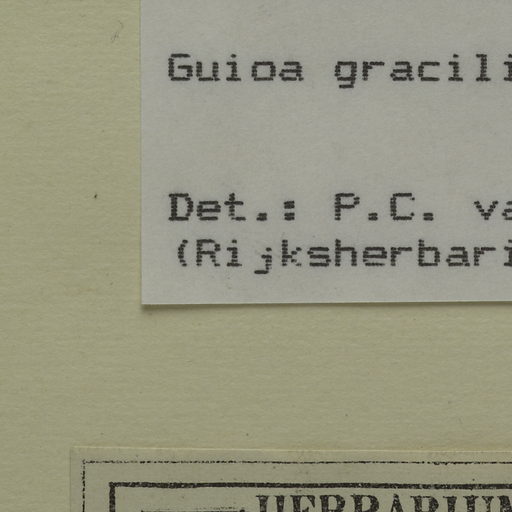 Guioa gracili
Det.: P.C. va
(Rijksherbari
HERBARIUM